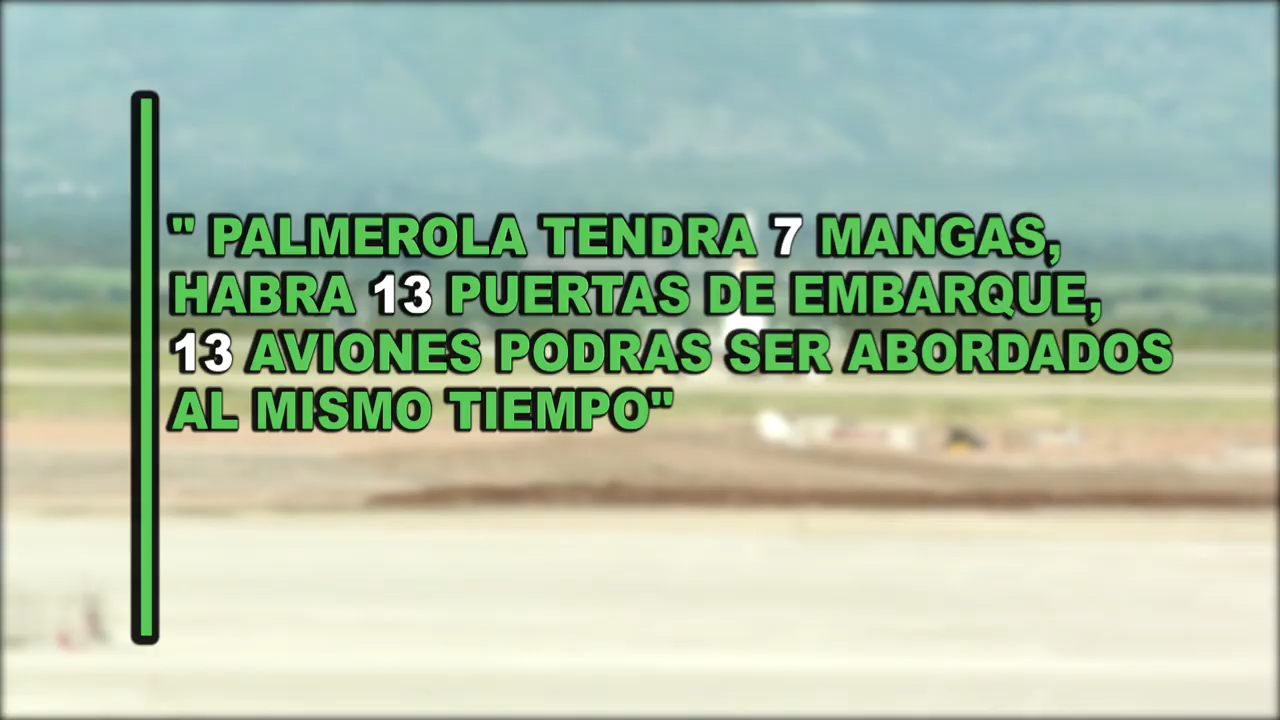 " PALMEROLA TENDRA 7 MANGAS,
HABRA 13 PUERTAS DE EMBARQUE,
13 AVIONES PODRAS SER ABORDADOS
AL MISMO TIEMPO"